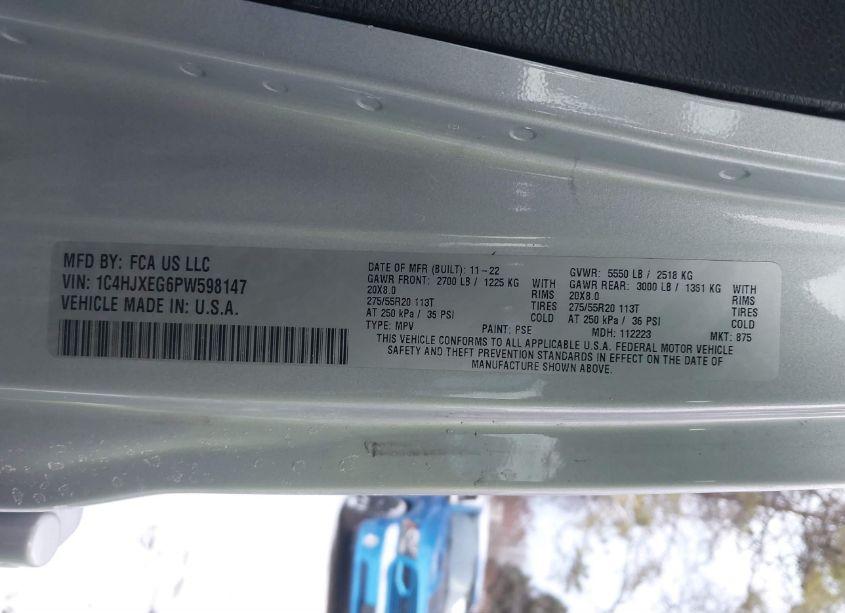 MFD BY: FCA US LLC
VIN: 1C4HJXEG6PW598147
VEHICLE MADE IN: U.S.A.
DATE OF MFR (BUILT): 11-22
GAWR FRONT: 2700 LB / 1225 KG WITH
20X8.0 RIMS
275/55R20 113T TIRES
AT 250 kPa / 36 PSI COLD
TYPE: MPV PAINT: PSE
GVWR: 5550 LB / 2518 KG
GAWR REAR: 3000 LB / 1361 KG WITH
20X8.0 RIMS
275/55R20 113T TIRES
AT 250 kPa / 36 PSI COLD
MDH: 112223 MKT: 875
THIS VEHICLE CONFORMS TO ALL APPLICABLE U.S.A. FEDERAL MOTOR VEHICLE
SAFETY AND THEFT PREVENTION STANDARDS IN EFFECT ON THE DATE OF
MANUFACTURE SHOWN ABOVE.